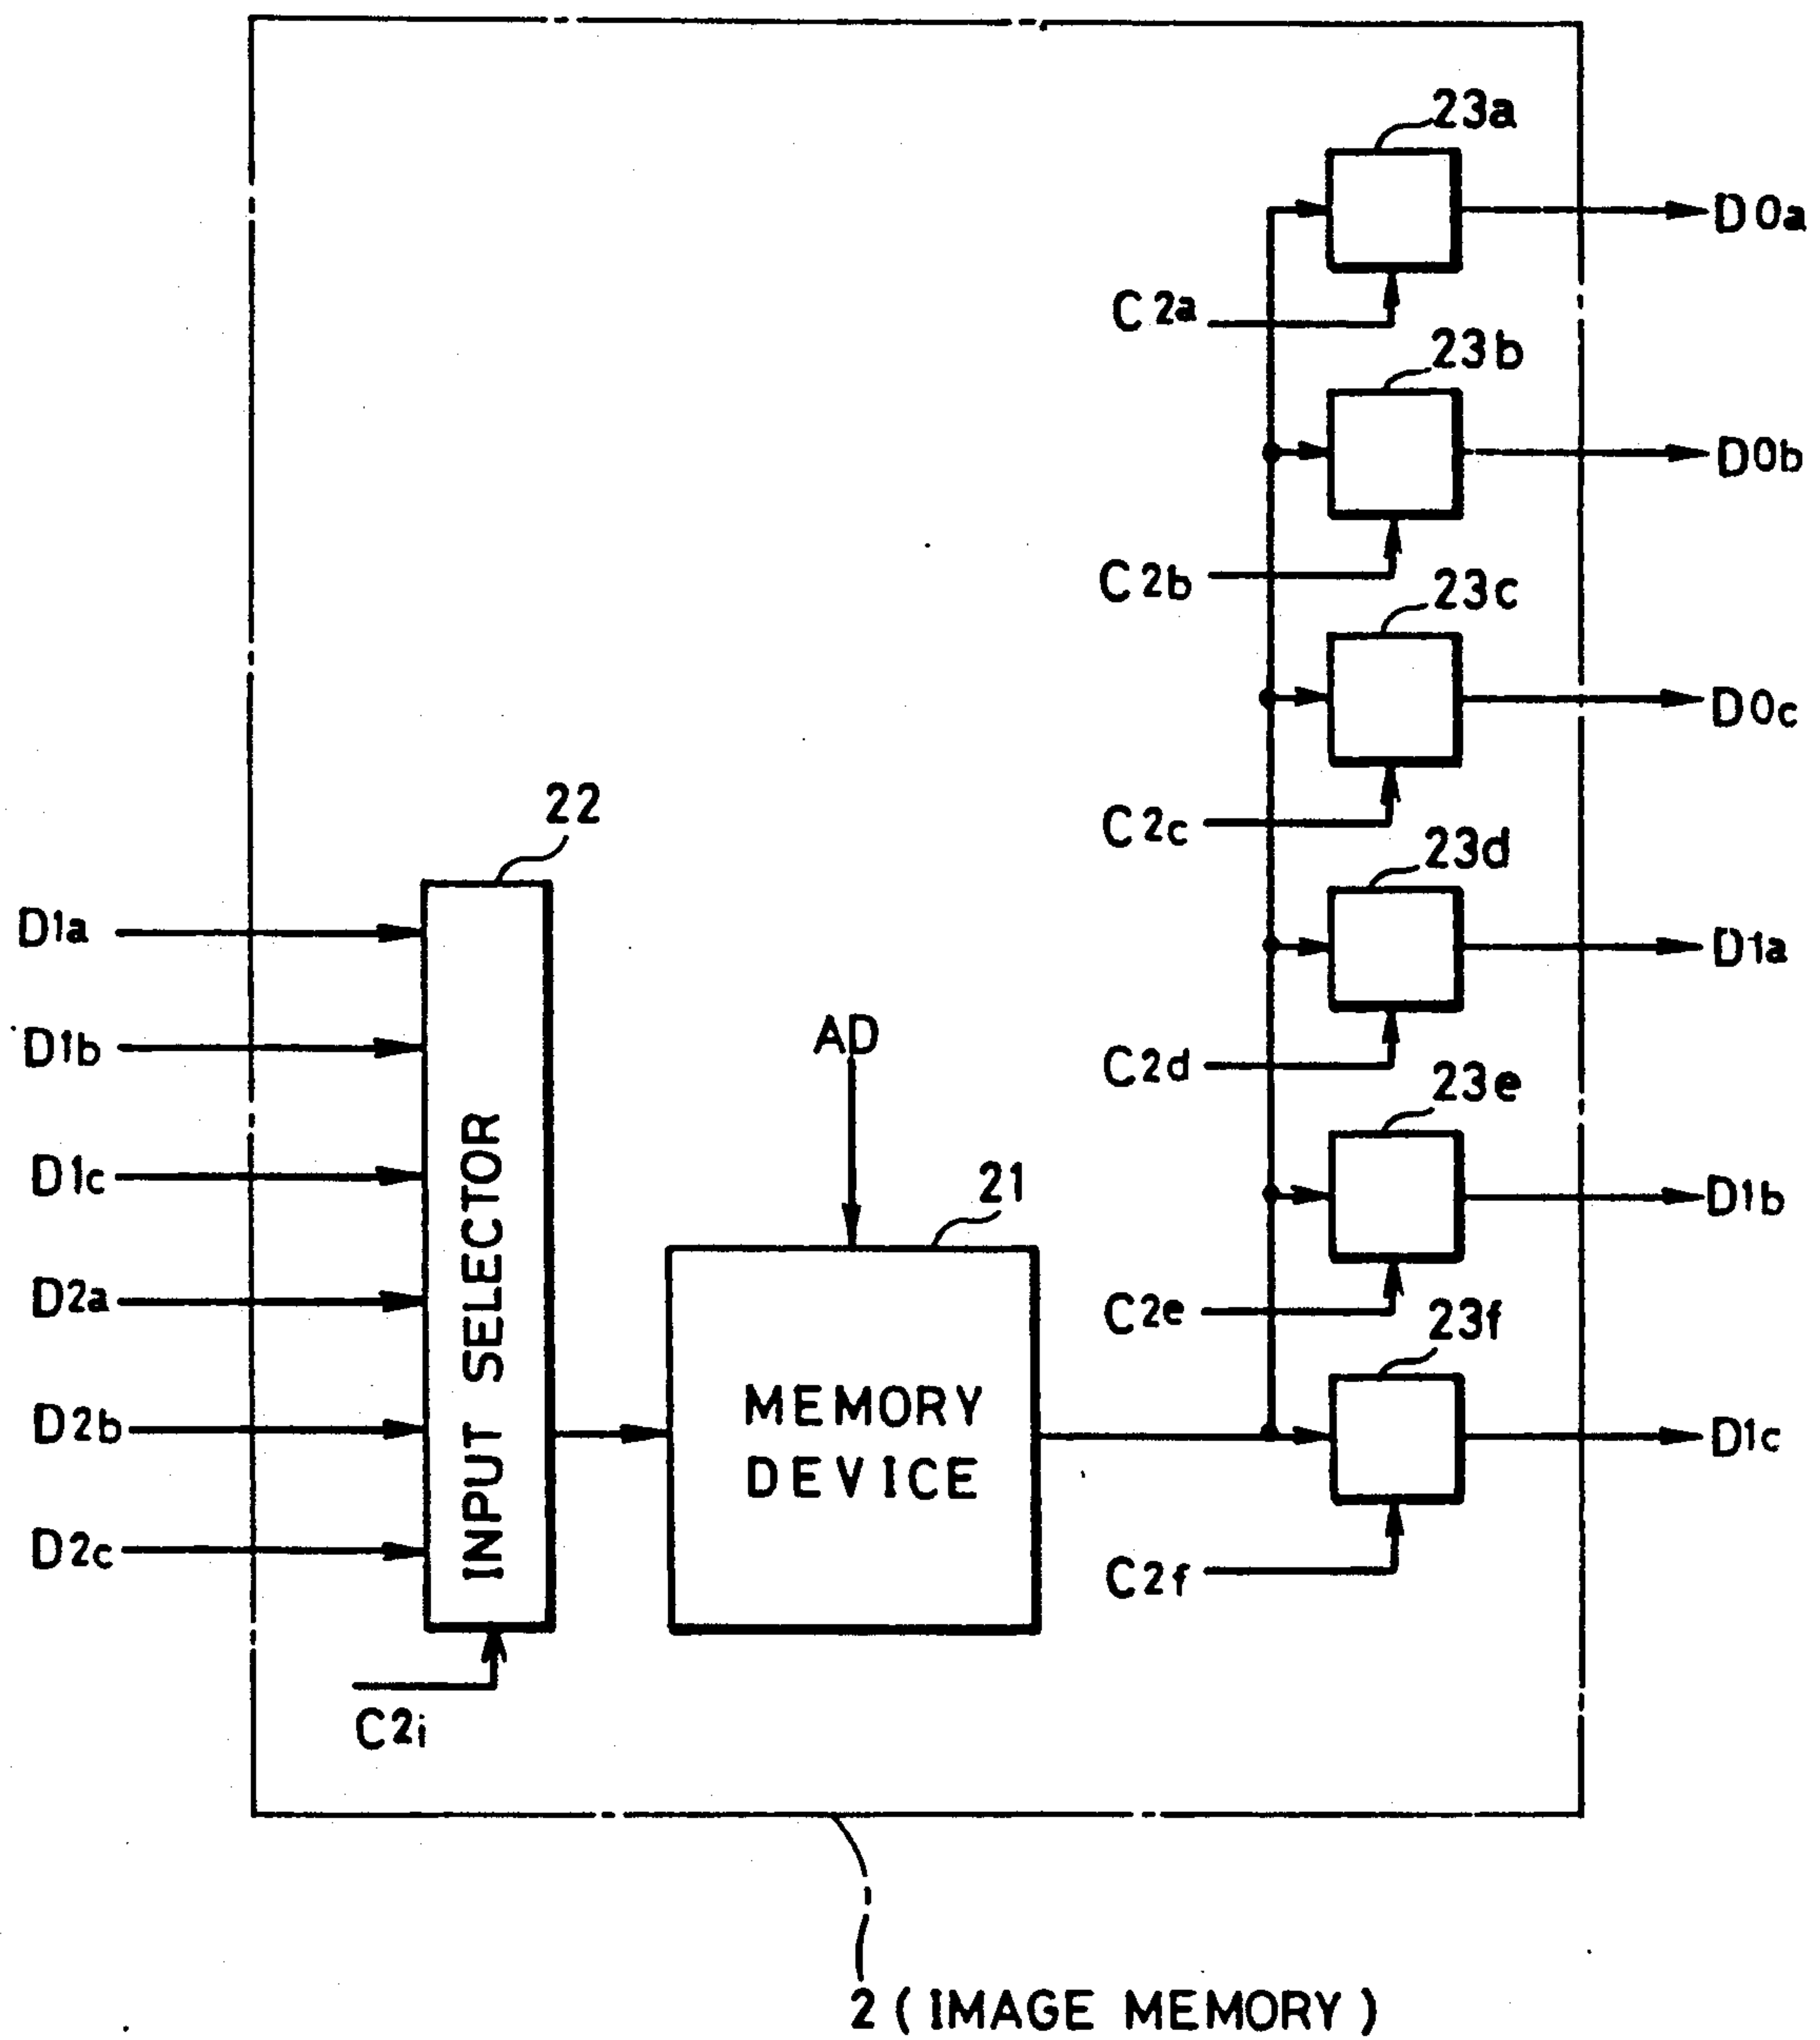 23a
D0a
C2a
23b
D0b
C2b
23c
D0c
C2c
22
23d
D1a
D1a
D1b
AD
C2d
23e
D1c
21
D1b
D2a
C2e
23f
INPUT SELECTOR
MEMORY
DEVICE
D2b
D1c
D2c
C2f
C2i
2 (IMAGE MEMORY)